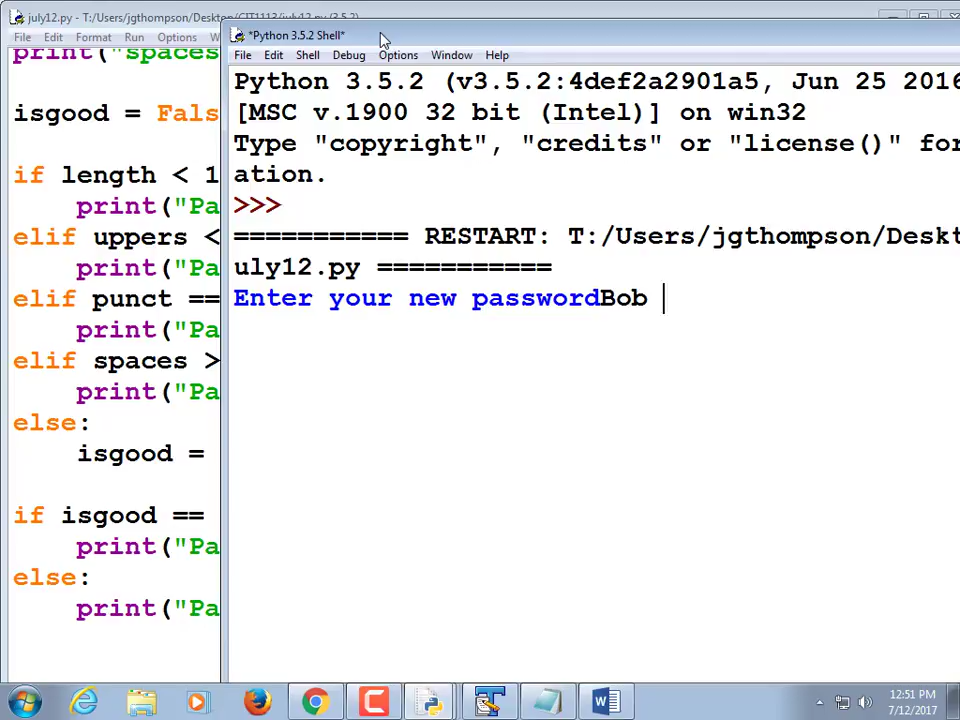 july12.py - T:/Users/jgthompson/Desktop/CIT1113/july12.py (3.5.2)
File Edit Format Run Options W
print("spaces
isgood = Fals
if length < 1
print("Pa
elif uppers <
print("Pa
elif punct ==
print("Pa
elif spaces >
print("Pa
else:
isgood =
if isgood ==
print("Pa
else:
print("Pa
*Python 3.5.2 Shell*
File Edit Shell Debug Options Window Help
Python 3.5.2 (v3.5.2:4def2a2901a5, Jun 25 2016
[MSC v.1900 32 bit (Intel)] on win32
Type "copyright", "credits" or "license()" for
ation.
>>>
=========== RESTART: T:/Users/jgthompson/Deskt
uly12.py ===========
Enter your new passwordBob
12:51 PM
7/12/2017